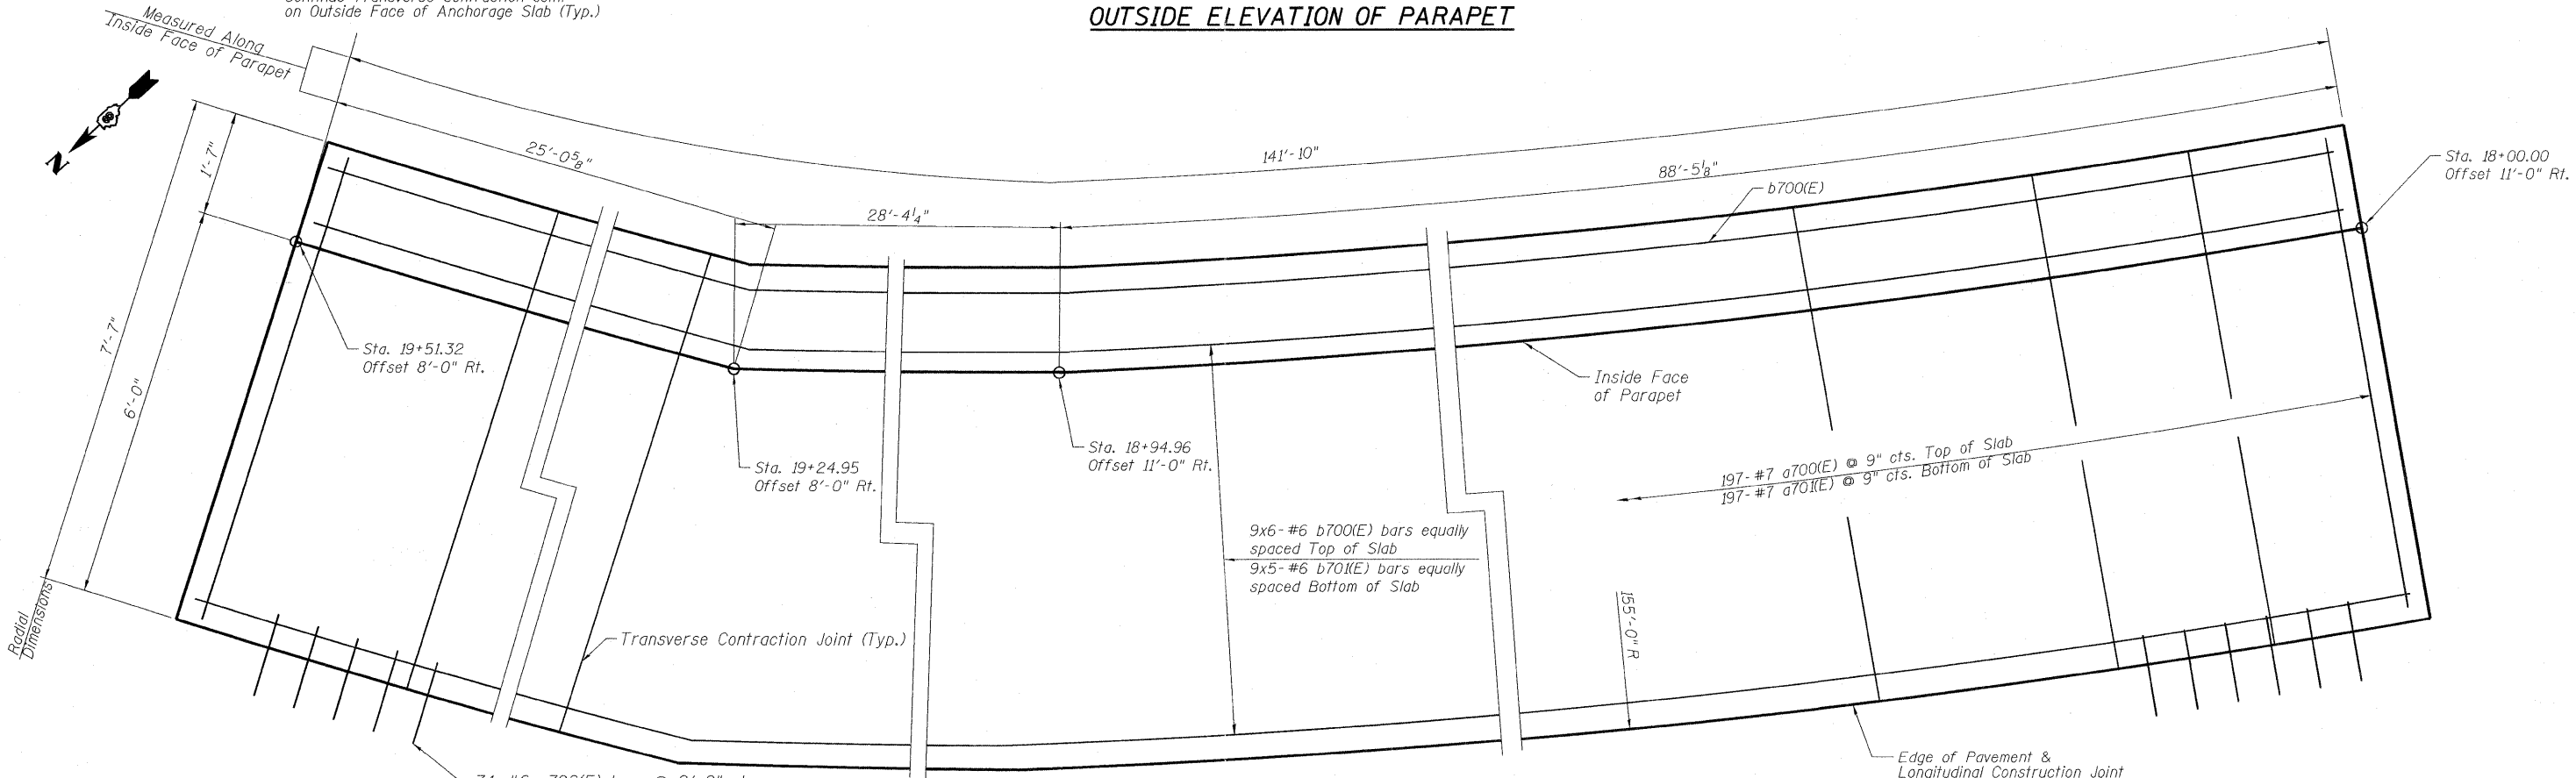 on Outside Face of Anchorage Slab (Typ.)
OUTSIDE ELEVATION OF PARAPET
Measured Along
Inside Face of Parapet
N
1'-7"
7'-7"
6'-0"
Radial
Dimensions
25'-0 5/8"
141'-10"
28'-4 1/4"
88'-5 1/8"
b700(E)
Sta. 18+00.00
Offset 11'-0" Rt.
Sta. 19+51.32
Offset 8'-0" Rt.
Sta. 19+24.95
Offset 8'-0" Rt.
Sta. 18+94.96
Offset 11'-0" Rt.
Inside Face
of Parapet
197-#7 a700(E) @ 9" cts. Top of Slab
197-#7 a701(E) @ 9" cts. Bottom of Slab
9x6-#6 b700(E) bars equally
spaced Top of Slab
9x5-#6 b701(E) bars equally
spaced Bottom of Slab
155'-0" R
Transverse Contraction Joint (Typ.)
Edge of Pavement &
Longitudinal Construction Joint